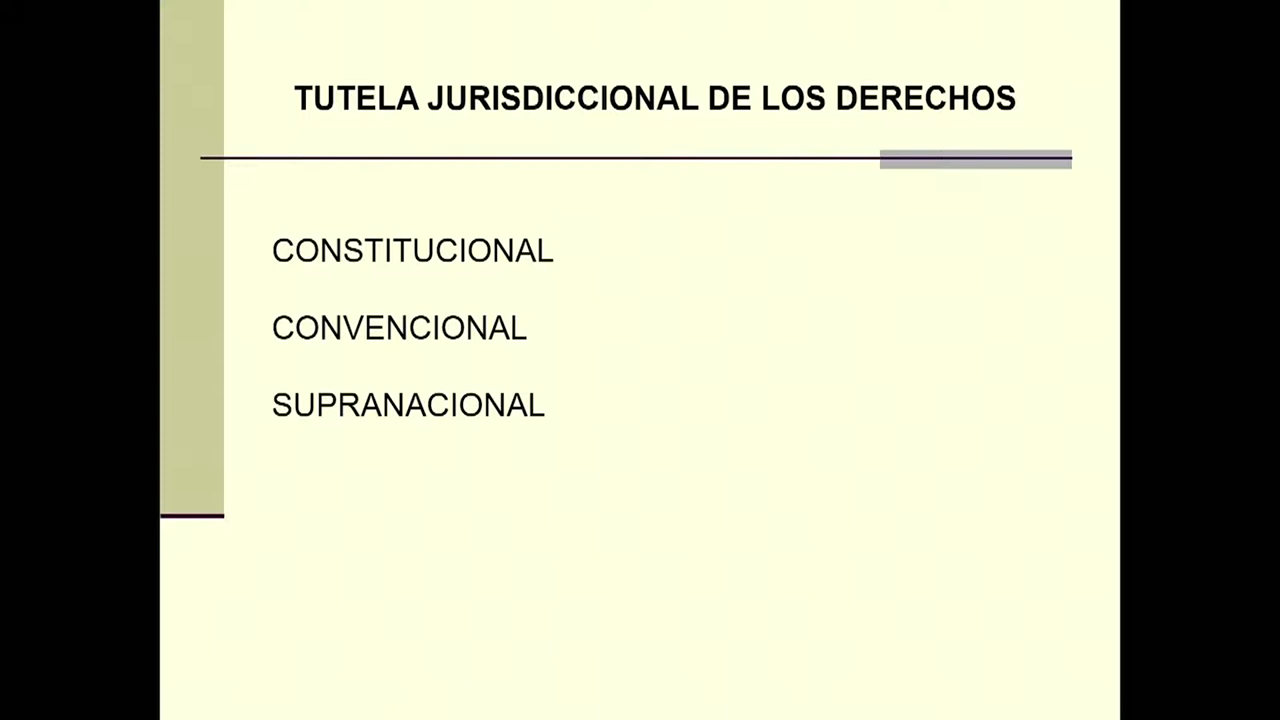 TUTELA JURISDICCIONAL DE LOS DERECHOS
CONSTITUCIONAL
CONVENCIONAL
SUPRANACIONAL